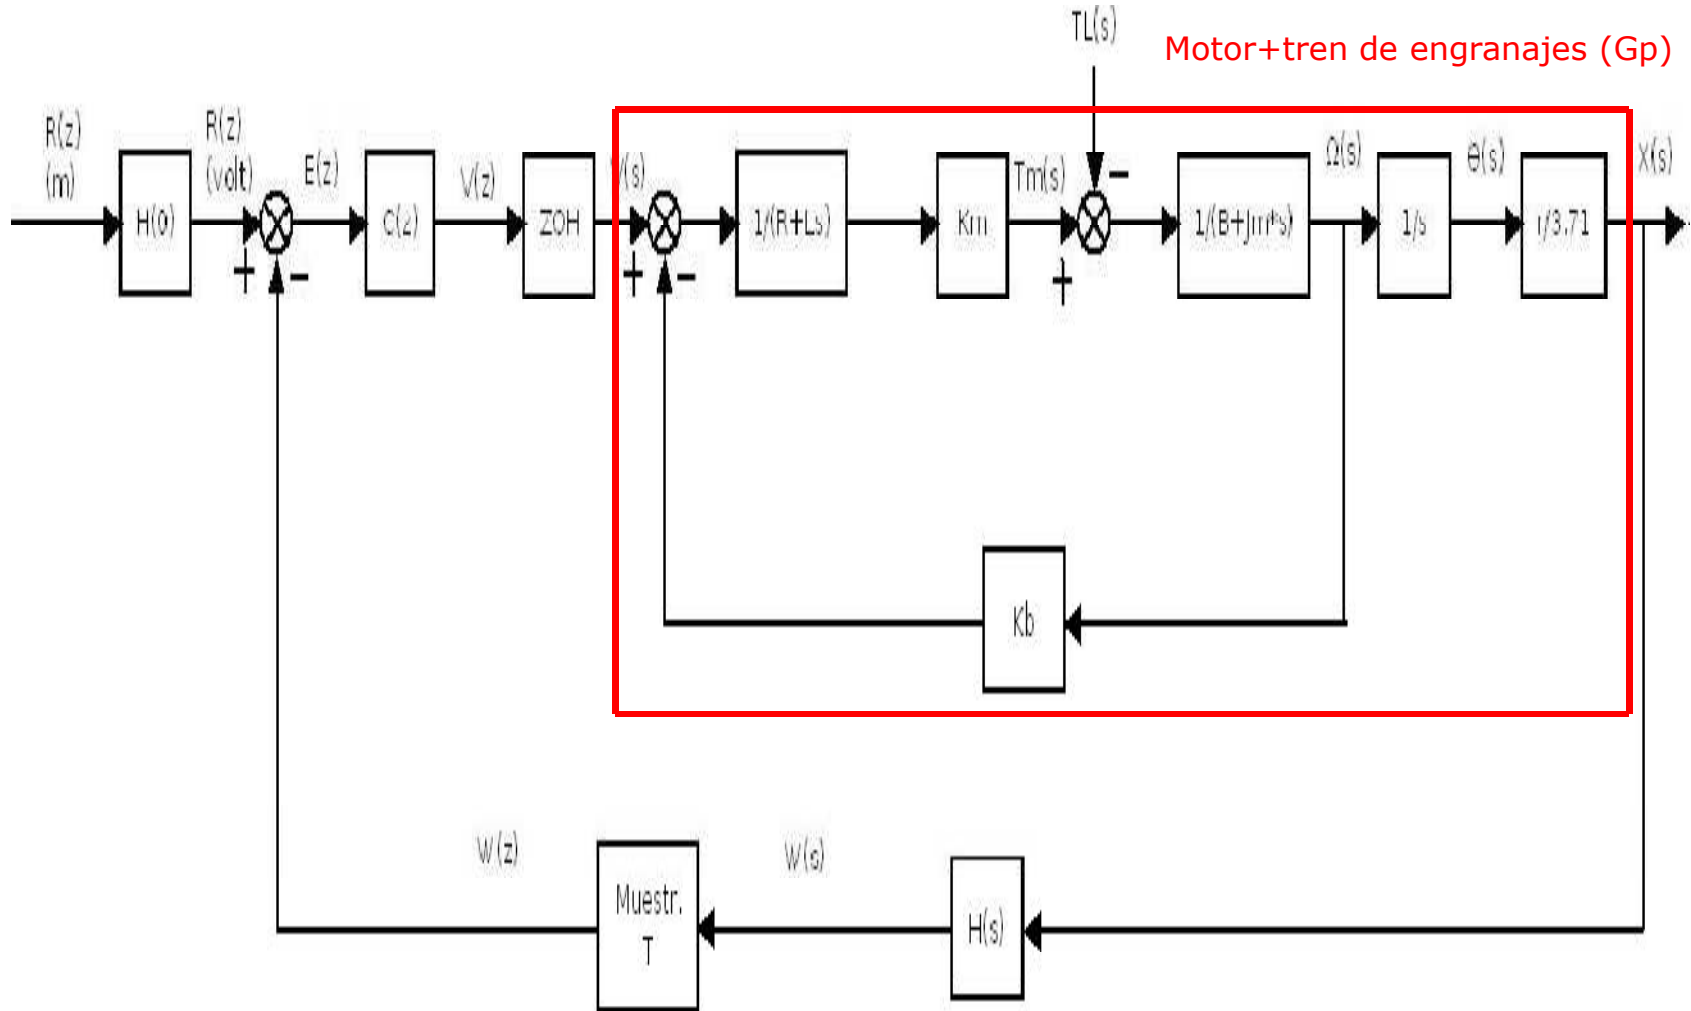 TL(s)
Motor+tren de engranajes (Gp)
R(z)
(m)
H(0)
R(z)
(volt)
E(z)
+
−
C(z)
V(z)
ZOH
V(s)
+
−
1/(R+Ls)
Km
Tm(s)
+
−
1/(B+Jm*s)
Ω(s)
1/s
Θ(s)
r/3.71
X(s)
Kb
W(z)
Muestr.
T
W(s)
H(s)